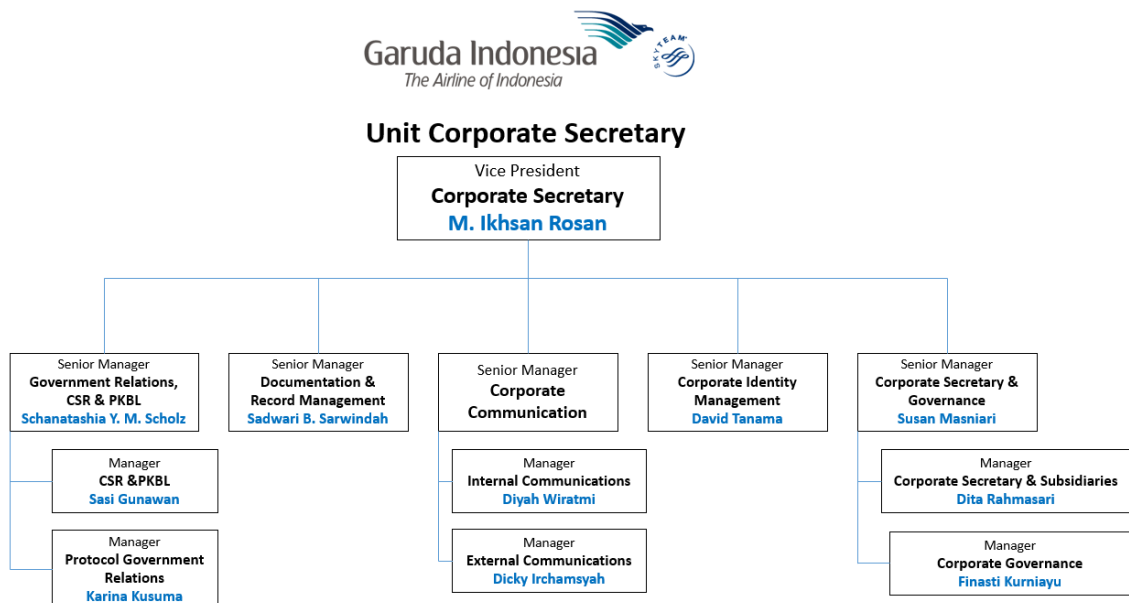 Garuda Indonesia
The Airline of Indonesia
SKYTEAM
Unit Corporate Secretary
Vice President
Corporate Secretary
M. Ikhsan Rosan
Senior Manager
Government Relations,
CSR & PKBL
Schanatashia Y. M. Scholz
Senior Manager
Documentation &
Record Management
Sadwari B. Sarwindah
Senior Manager
Corporate
Communication
Senior Manager
Corporate Identity
Management
David Tanama
Senior Manager
Corporate Secretary &
Governance
Susan Masniari
Manager
CSR &PKBL
Sasi Gunawan
Manager
Internal Communications
Diyah Wiratmi
Manager
Corporate Secretary & Subsidiaries
Dita Rahmasari
Manager
Protocol Government
Relations
Karina Kusuma
Manager
External Communications
Dicky Irchamsyah
Manager
Corporate Governance
Finasti Kurniayu